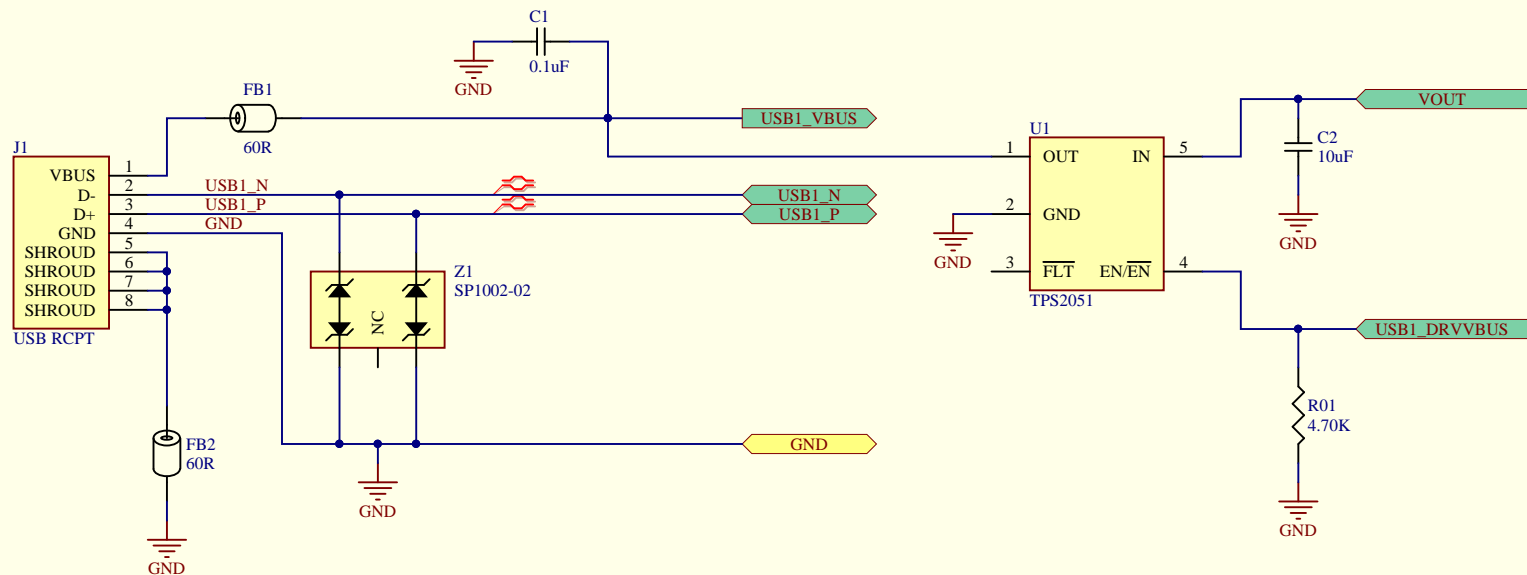 C1
0.1uF
GND
FB1
60R
USB1_VBUS
VOUT
C2
10uF
GND
U1
1
OUT
IN
5
2
GND
GND
3
FLT
EN/EN
4
TPS2051
J1
VBUS
1
D-
2
USB1_N
USB1_N
D+
3
USB1_P
USB1_P
GND
4
GND
SHROUD
5
SHROUD
6
SHROUD
7
SHROUD
8
USB RCPT
Z1
SP1002-02
NC
USB1_DRVVBUS
R01
4.70K
GND
FB2
60R
GND
GND
GND